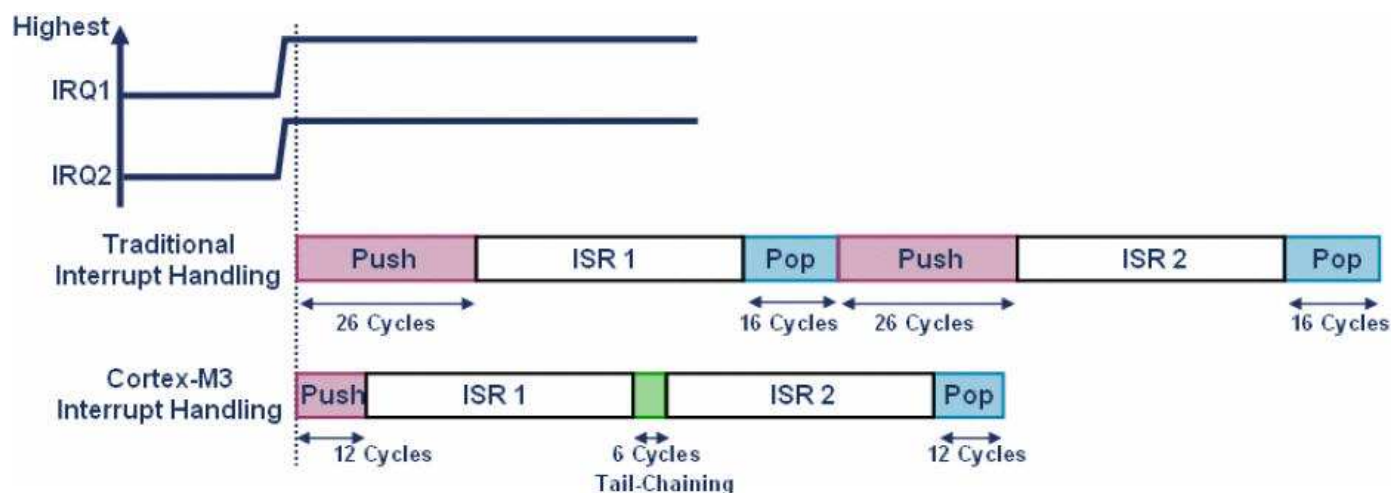 Highest
IRQ1
IRQ2
Traditional
Interrupt Handling
Push ISR 1 Pop Push ISR 2 Pop
26 Cycles 16 Cycles 26 Cycles 16 Cycles
Cortex-M3
Interrupt Handling
Push ISR 1 ISR 2 Pop
12 Cycles 6 Cycles 12 Cycles
Tail-Chaining